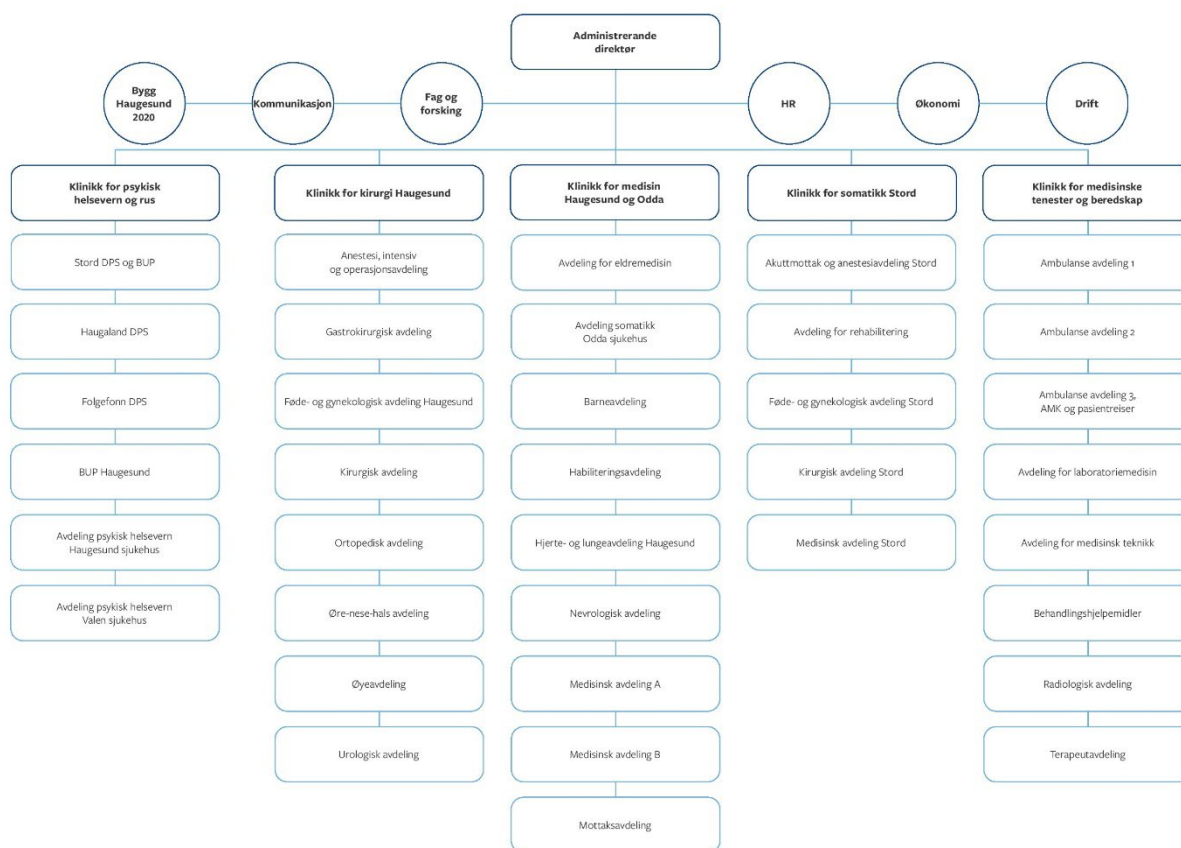 Administrerande
direktør
Bygg
Haugesund
2020
Kommunikasjon
Fag og
forsking
HR
Økonomi
Drift
Klinikk for psykisk
helsevern og rus
Stord DPS og BUP
Haugaland DPS
Folgefonn DPS
BUP Haugesund
Avdeling psykisk helsevern
Haugesund sjukehus
Avdeling psykisk helsevern
Valen sjukehus
Klinikk for kirurgi Haugesund
Anestesi, intensiv
og operasjonsavdeling
Gastrokirurgisk avdeling
Føde- og gynekologisk avdeling Haugesund
Kirurgisk avdeling
Ortopedisk avdeling
Øre-nese-hals avdeling
Øyeavdeling
Urologisk avdeling
Klinikk for medisin
Haugesund og Odda
Avdeling for eldremedisin
Avdeling somatikk
Odda sjukehus
Barneavdeling
Habiliteringsavdeling
Hjerte- og lungeavdeling Haugesund
Nevrologisk avdeling
Medisinsk avdeling A
Medisinsk avdeling B
Mottaksavdeling
Klinikk for somatikk Stord
Akuttmottak og anestesiavdeling Stord
Avdeling for rehabilitering
Føde- og gynekologisk avdeling Stord
Kirurgisk avdeling Stord
Medisinsk avdeling Stord
Klinikk for medisinske
tenester og beredskap
Ambulanse avdeling 1
Ambulanse avdeling 2
Ambulanse avdeling 3,
AMK og pasientreiser
Avdeling for laboratoriemedisin
Avdeling for medisinsk teknikk
Behandlingshjelpemidler
Radiologisk avdeling
Terapeutavdeling